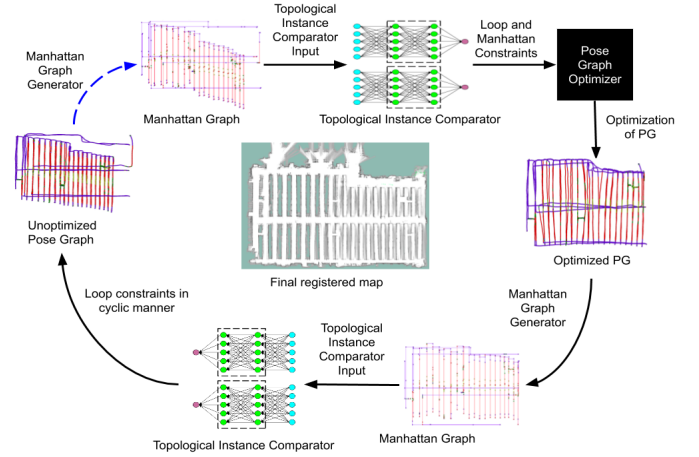 Topological
Instance
Comparator
Input
Loop and
Manhattan
Constraints
Manhattan
Graph
Generator
Pose
Graph
Optimizer
Manhattan Graph
Topological Instance Comparator
Optimization
of PG
Unoptimized
Pose Graph
Optimized PG
Final registered map
Manhattan
Graph
Generator
Loop constraints in
cyclic manner
Topological
Instance
Comparator
Input
Manhattan Graph
Topological Instance Comparator